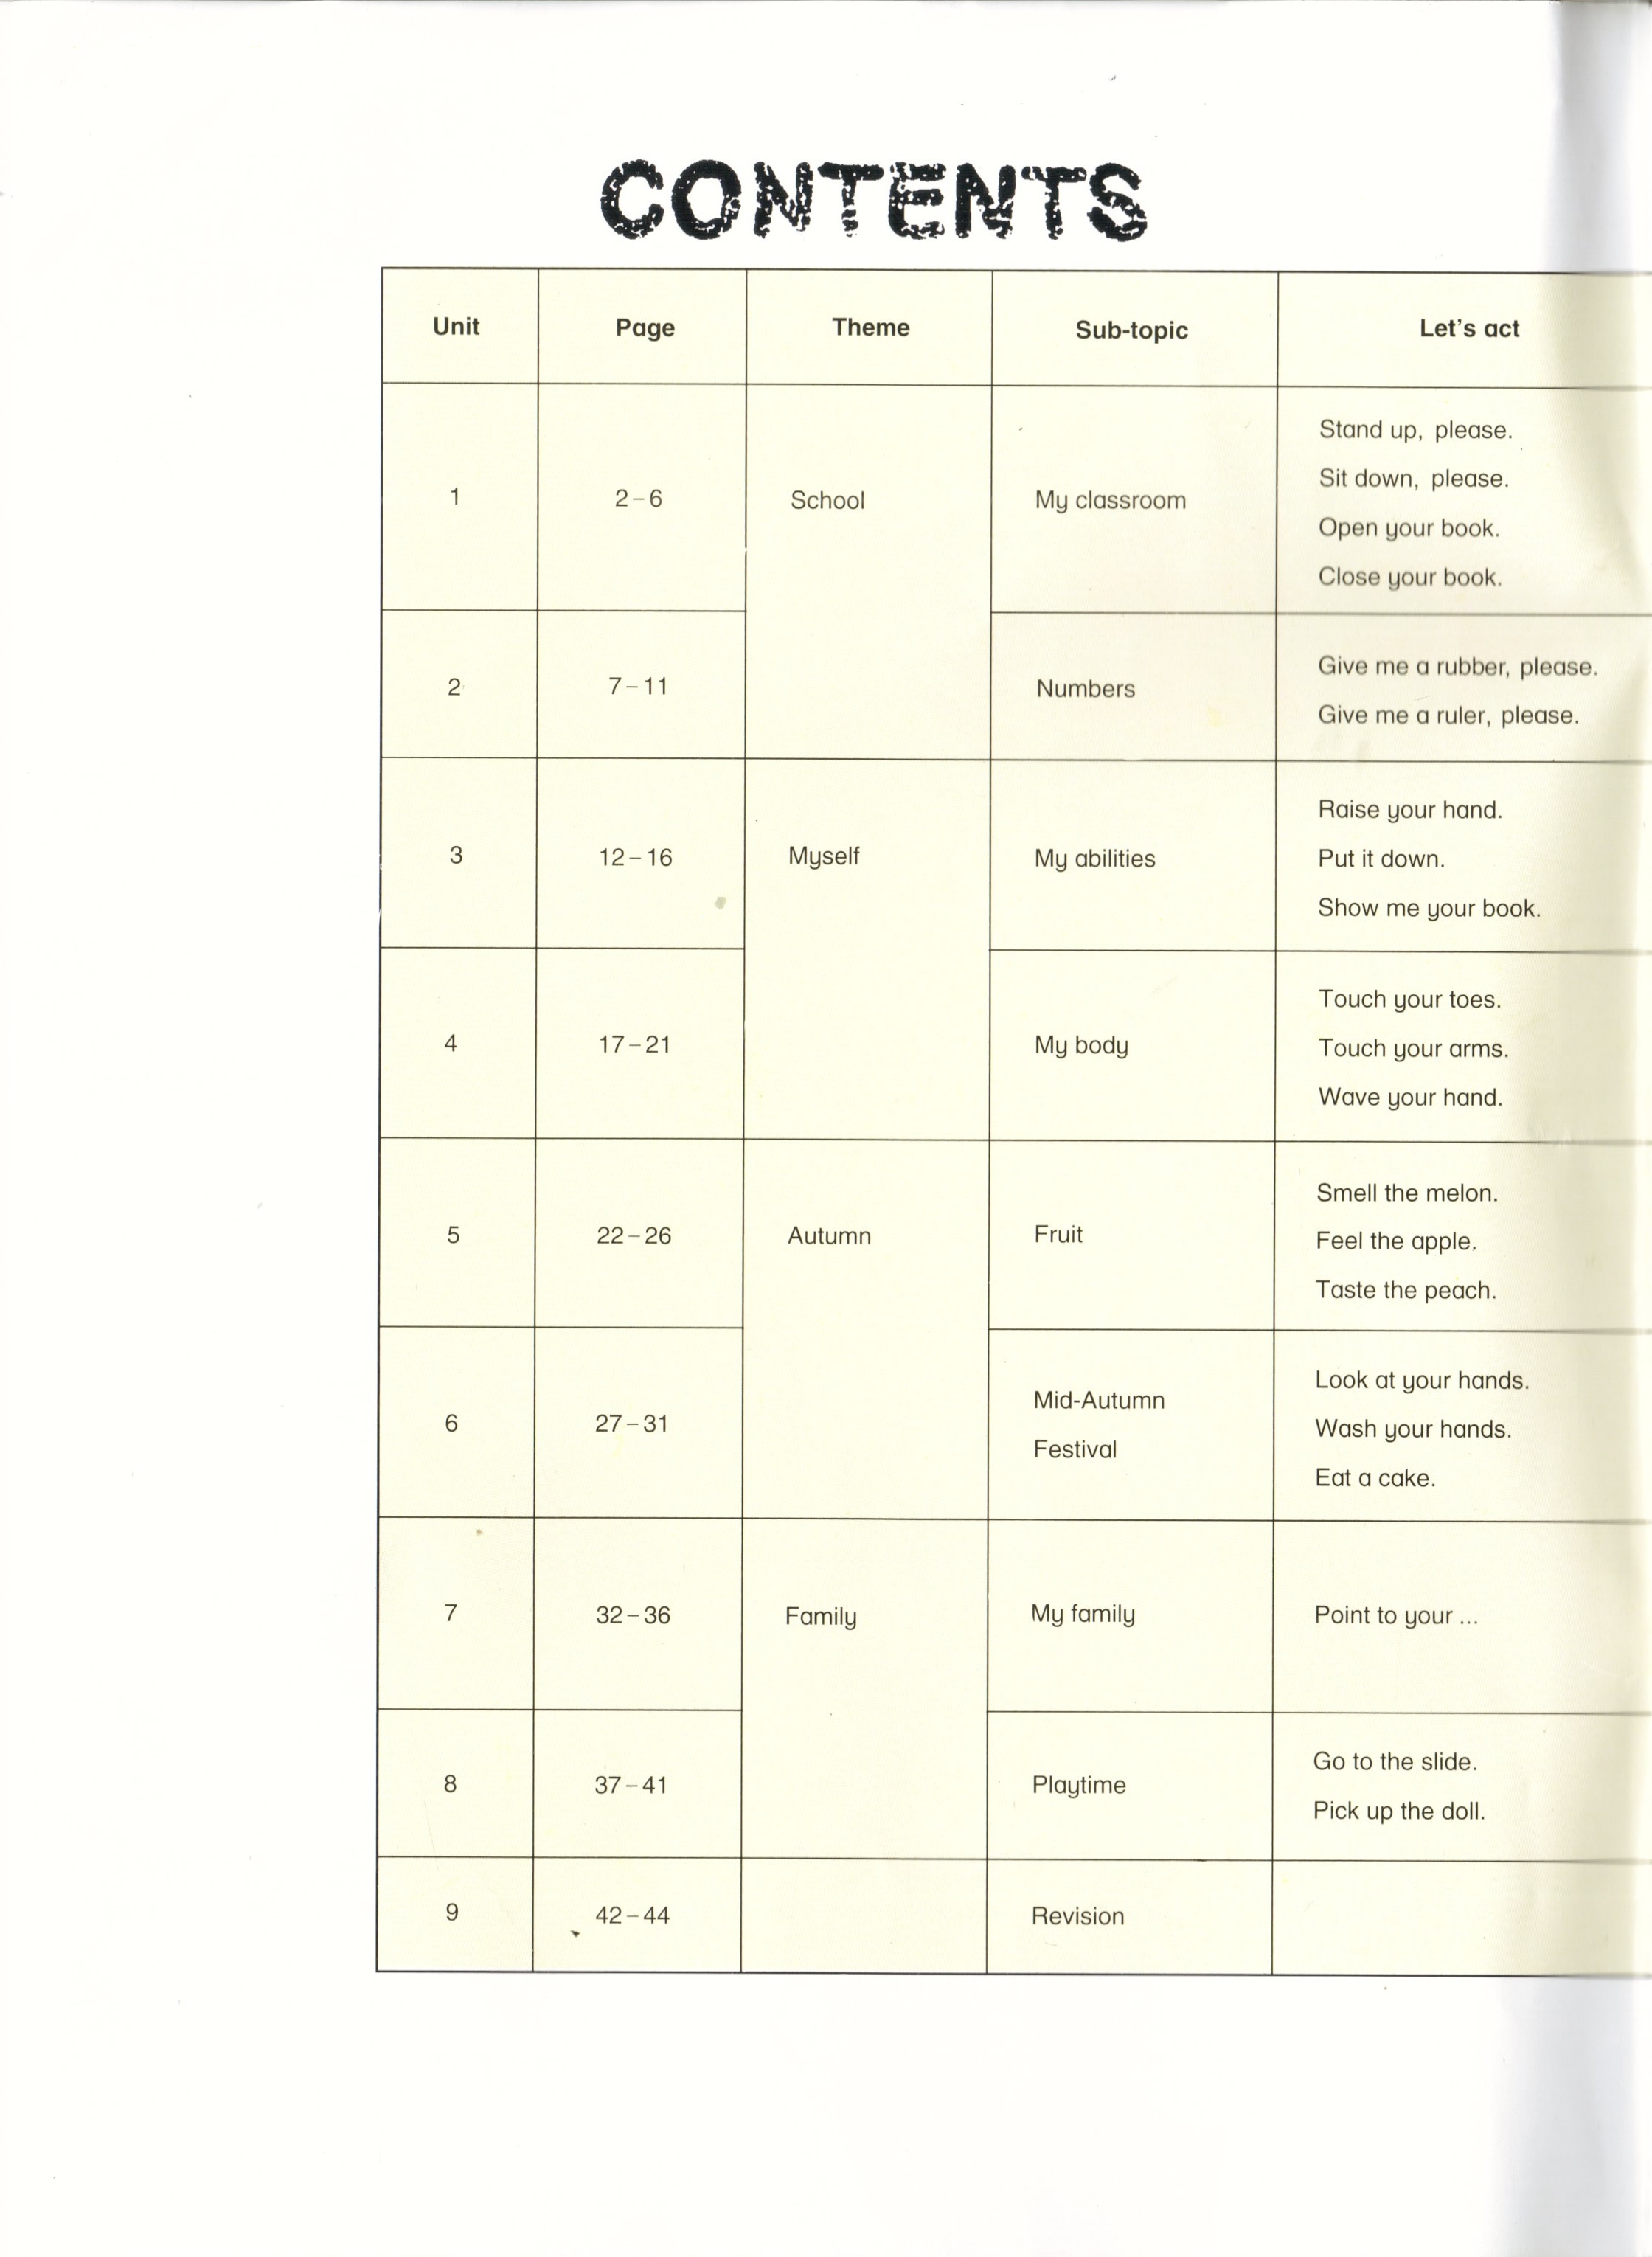 CONTENTS
Unit Page Theme Sub-topic Let's act
1 2–6 School My classroom
Stand up, please.
Sit down, please.
Open your book.
Close your book.
2 7–11 Numbers
Give me a rubber, please.
Give me a ruler, please.
3 12–16 Myself My abilities
Raise your hand.
Put it down.
Show me your book.
4 17–21 My body
Touch your toes.
Touch your arms.
Wave your hand.
5 22–26 Autumn Fruit
Smell the melon.
Feel the apple.
Taste the peach.
6 27–31
Mid-Autumn
Festival
Look at your hands.
Wash your hands.
Eat a cake.
7 32–36 Family My family Point to your ...
8 37–41 Playtime
Go to the slide.
Pick up the doll.
9 42–44 Revision